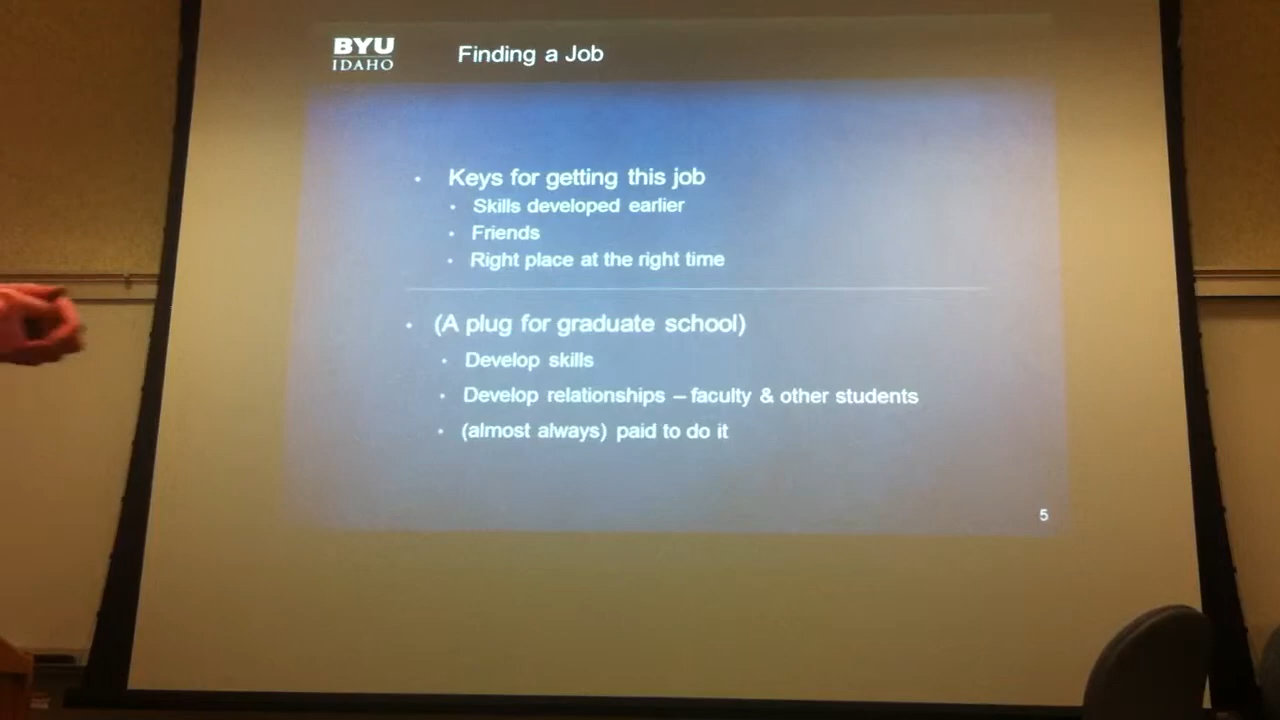 BYU
IDAHO
Finding a Job
• Keys for getting this job
• Skills developed earlier
• Friends
• Right place at the right time
• (A plug for graduate school)
• Develop skills
• Develop relationships – faculty & other students
• (almost always) paid to do it
5